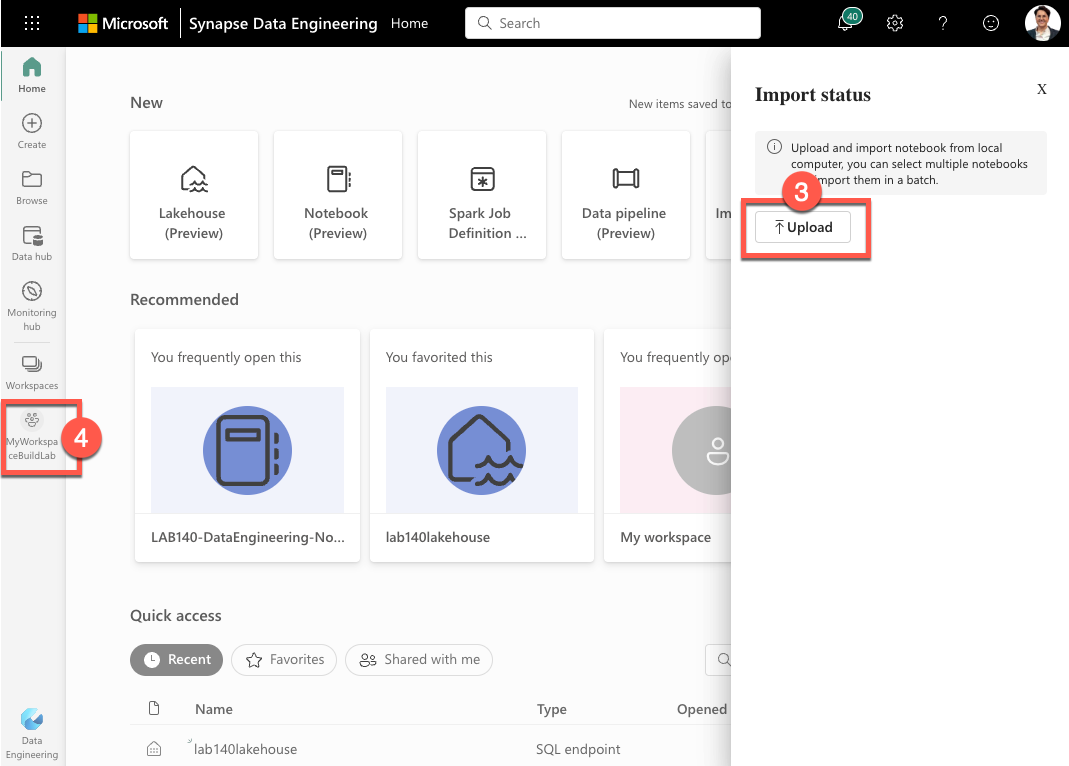 Microsoft Synapse Data Engineering Home Search 40
Home
Create
Browse
Data hub
Monitoring
hub
Workspaces
MyWorkspa
ceBuildLab
4
Data
Engineering
New New items saved to
Lakehouse
(Preview)
Notebook
(Preview)
Spark Job
Definition ...
Data pipeline
(Preview)
Im
Recommended
You frequently open this
LAB140-DataEngineering-No...
You favorited this
lab140lakehouse
You frequently op
My workspace
Quick access
Recent Favorites Shared with me
Name Type Opened
lab140lakehouse SQL endpoint
Import status X
Upload and import notebook from local
computer, you can select multiple notebooks
import them in a batch.
3
Upload